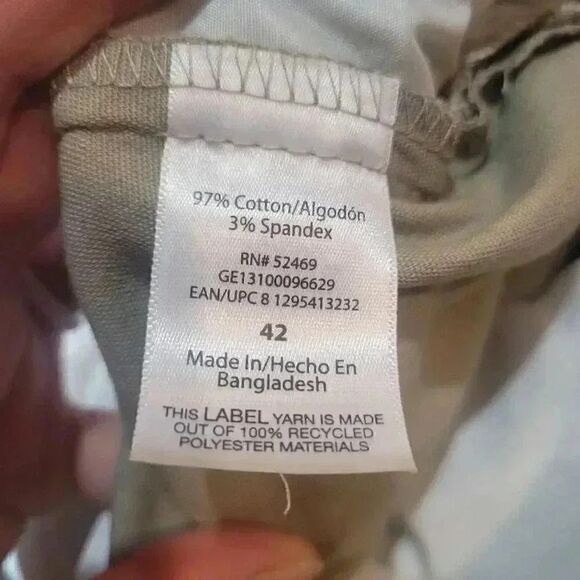 97% Cotton/Algodón
3% Spandex
RN# 52469
GE13100096629
EAN/UPC 8 1295413232
42
Made In/Hecho En
Bangladesh
THIS LABEL YARN IS MADE
OUT OF 100% RECYCLED
POLYESTER MATERIALS